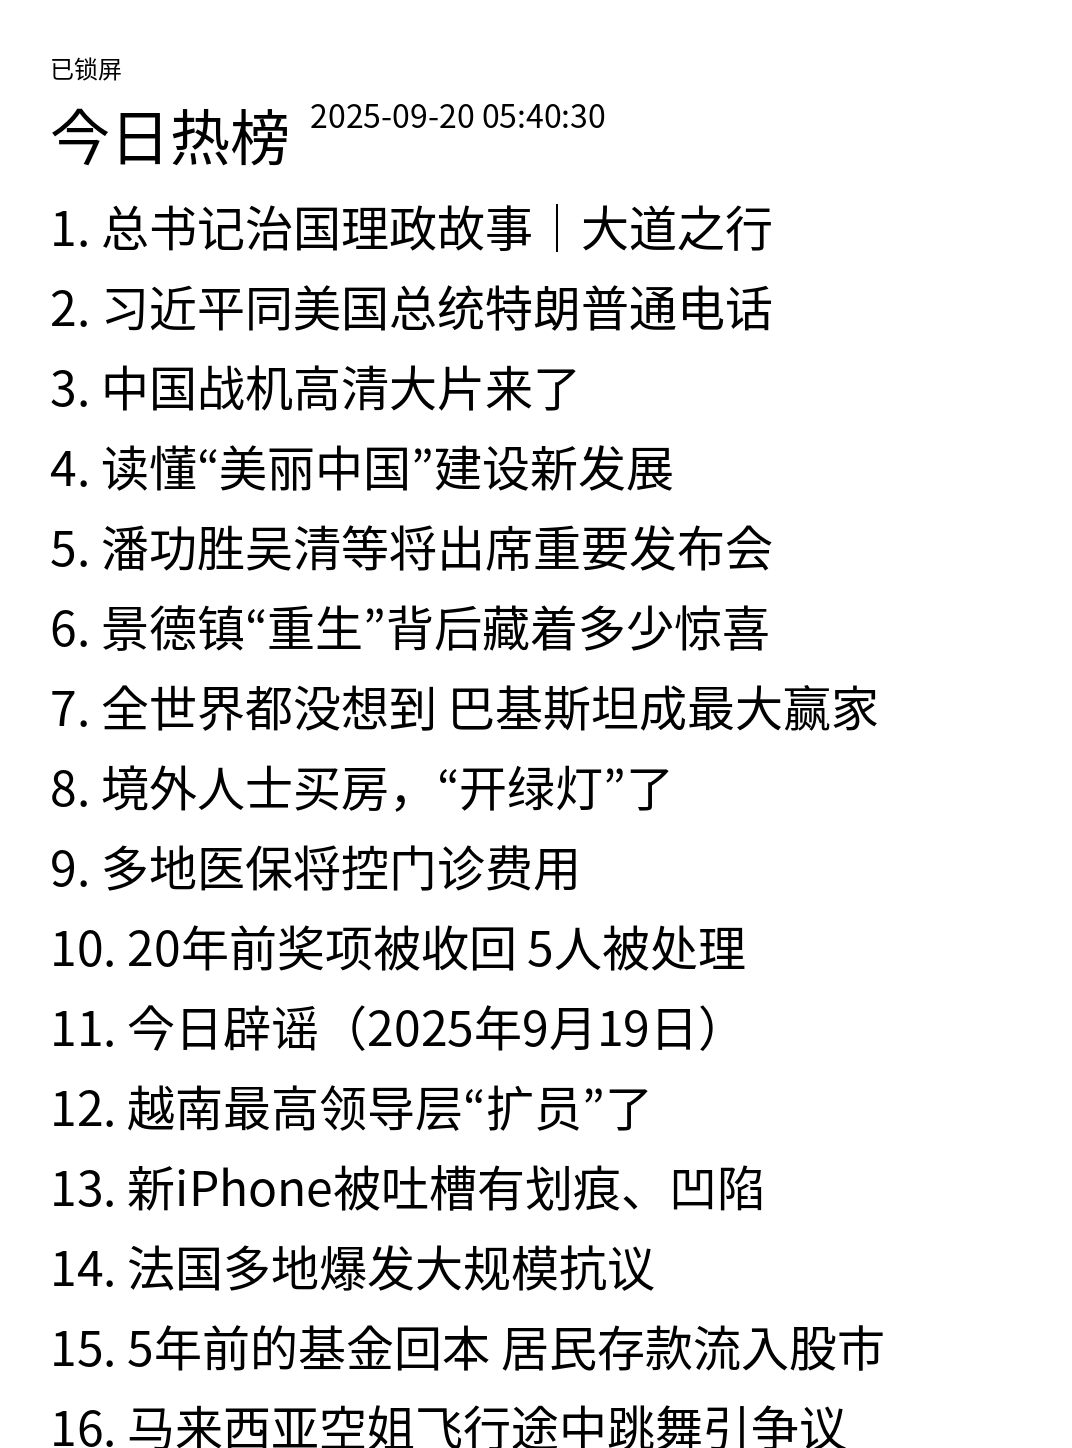 已锁屏
今日热榜 2025-09-20 05:40:30
1. 总书记治国理政故事｜大道之行
2. 习近平同美国总统特朗普通电话
3. 中国战机高清大片来了
4. 读懂“美丽中国”建设新发展
5. 潘功胜吴清等将出席重要发布会
6. 景德镇“重生”背后藏着多少惊喜
7. 全世界都没想到 巴基斯坦成最大赢家
8. 境外人士买房，“开绿灯”了
9. 多地医保将控门诊费用
10. 20年前奖项被收回 5人被处理
11. 今日辟谣（2025年9月19日）
12. 越南最高领导层“扩员”了
13. 新iPhone被吐槽有划痕、凹陷
14. 法国多地爆发大规模抗议
15. 5年前的基金回本 居民存款流入股市
16. 马来西亚空姐飞行途中跳舞引争议